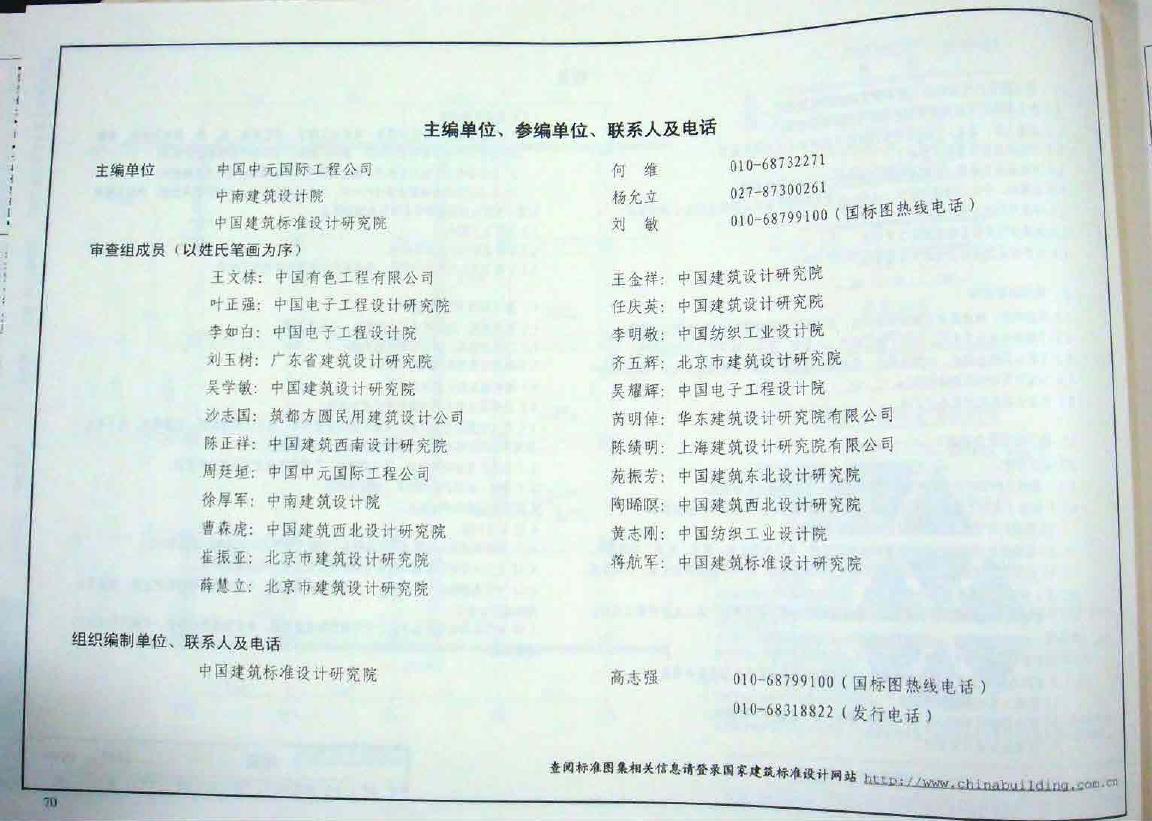 主编单位、参编单位、联系人及电话
主编单位 中国中元国际工程公司 何 维 010-68732271
中南建筑设计院 杨允立 027-87300261
中国建筑标准设计研究院 刘 敏 010-68799100（国标图热线电话）
审查组成员（以姓氏笔画为序）
王文栋：中国有色工程有限公司 王金祥：中国建筑设计研究院
叶正强：中国电子工程设计研究院 任庆英：中国建筑设计研究院
李如白：中国电子工程设计院 李明敬：中国纺织工业设计院
刘玉树：广东省建筑设计研究院 齐五辉：北京市建筑设计研究院
吴学敏：中国建筑设计研究院 吴耀辉：中国电子工程设计院
沙志国：筑都方圆民用建筑设计公司 芮明倬：华东建筑设计研究院有限公司
陈正祥：中国建筑西南设计研究院 陈绩明：上海建筑设计研究院有限公司
周廷垣：中国中元国际工程公司 苑振芳：中国建筑东北设计研究院
徐厚军：中南建筑设计院 陶晞暝：中国建筑西北设计研究院
曹森虎：中国建筑西北设计研究院 黄志刚：中国纺织工业设计院
崔振亚：北京市建筑设计研究院 蒋航军：中国建筑标准设计研究院
薛慧立：北京市建筑设计研究院
组织编制单位、联系人及电话
中国建筑标准设计研究院 高志强 010-68799100（国标图热线电话）
010-68318822（发行电话）
查阅标准图集相关信息请登录国家建筑标准设计网站 http://www.chinabuilding.com.cn
70